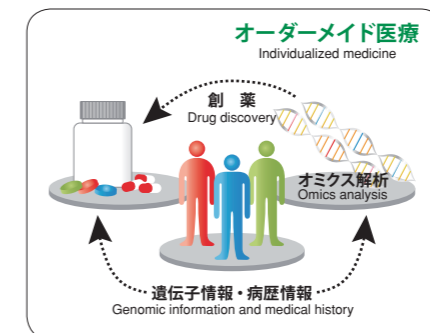 オーダーメイド医療
Individualized medicine
創　薬
Drug discovery
オミクス解析
Omics analysis
遺伝子情報・病歴情報
Genomic information and medical history